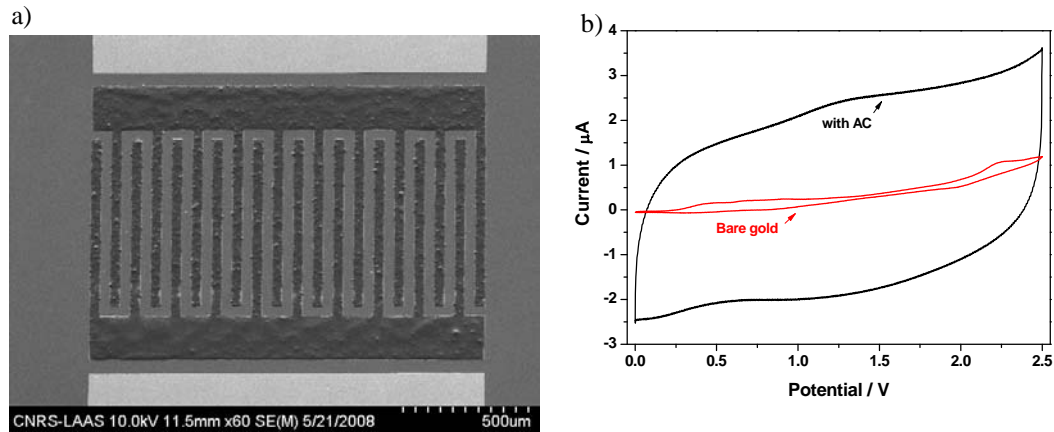 a)
CNRS-LAAS 10.0kV 11.5mm x60 SE(M) 5/21/2008 500um
b)
4
3
2
1
0
-1
-2
-3
Current / µA
with AC
Bare gold
0.0 0.5 1.0 1.5 2.0 2.5
Potential / V